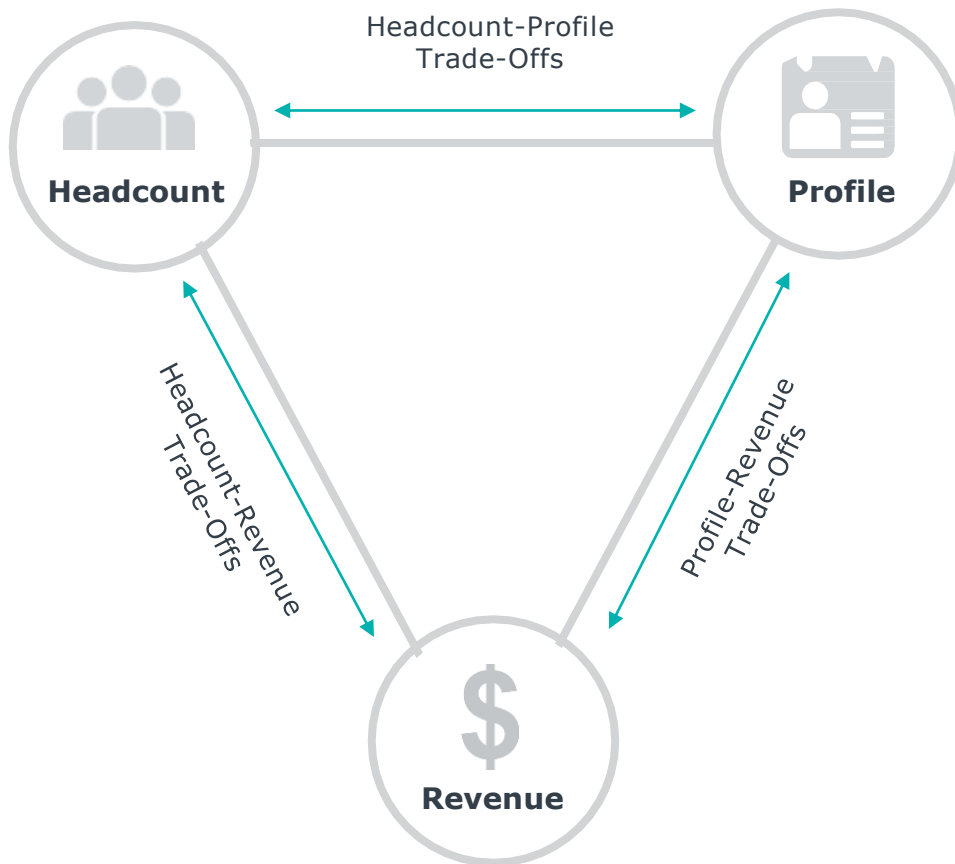 Headcount-Profile
Trade-Offs
Headcount
Profile
Headcount-Revenue
Trade-Offs
Profile-Revenue
Trade-Offs
$
Revenue